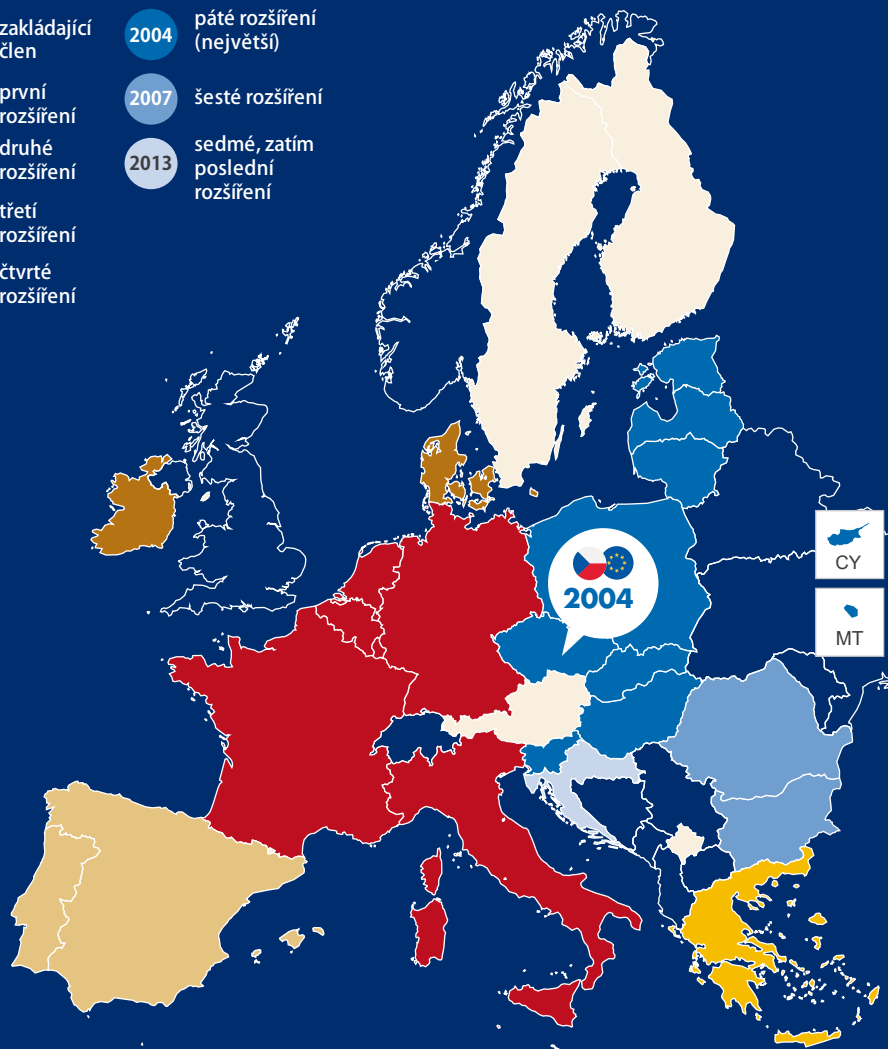 zakládající
člen
první
rozšíření
druhé
rozšíření
třetí
rozšíření
čtvrté
rozšíření
2004
páté rozšíření
(největší)
2007
šesté rozšíření
2013
sedmé, zatím
poslední
rozšíření
2004
CY
MT